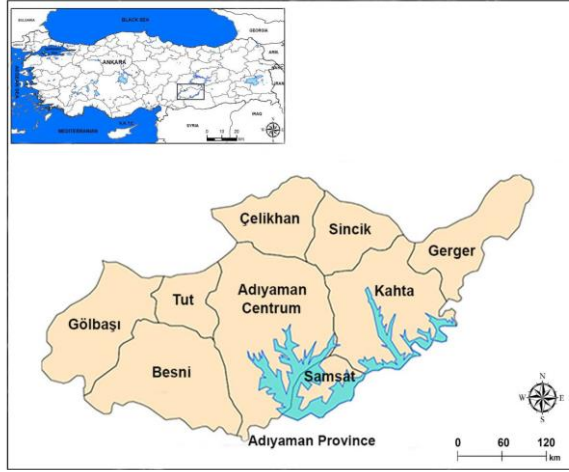 BLACK SEA
GEORGIA
ANKARA
IRAN
MEDITERRANEAN
SYRIA
IRAQ
Çelikhan
Sincik
Gerger
Adıyaman
Centrum
Kahta
Tut
Gölbaşı
Besni
Samsat
Adıyaman Province
N
W E
S
0 60 120
km